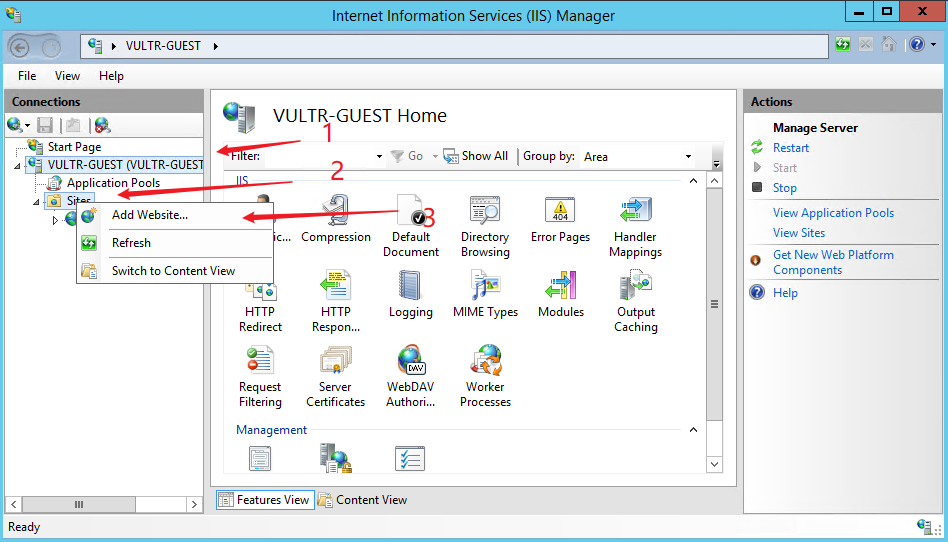 Internet Information Services (IIS) Manager
VULTR-GUEST
File View Help
Connections
Start Page
VULTR-GUEST (VULTR-GUEST
Application Pools
Sites
Add Website...
Refresh
Switch to Content View
1
2
3
VULTR-GUEST Home
Filter: Go Show All Group by: Area
IIS
ic... Compression Default Document Directory Browsing Error Pages Handler Mappings
404
HTTP Redirect HTTP Respon... Logging MIME Types Modules Output Caching
DAV
Request Filtering Server Certificates WebDAV Authori... Worker Processes
Management
Features View Content View
Actions
Manage Server
Restart
Start
Stop
View Application Pools
View Sites
Get New Web Platform
Components
Help
Ready